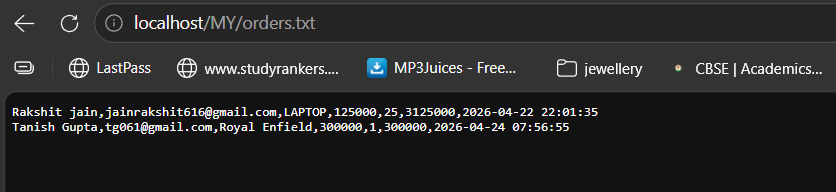 localhost/MY/orders.txt
LastPass www.studyrankers.... MP3Juices - Free... jewellery CBSE | Academics...
Rakshit jain,jainrakshit616@gmail.com,LAPTOP,125000,25,3125000,2026-04-22 22:01:35
Tanish Gupta,tg061@gmail.com,Royal Enfield,300000,1,300000,2026-04-24 07:56:55